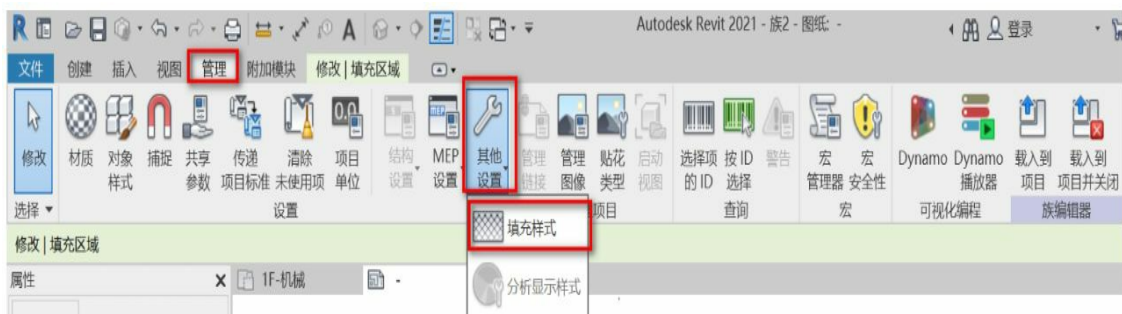 Autodesk Revit 2021 - 族2 - 图纸: - 登录
文件 创建 插入 视图 管理 附加模块 修改 | 填充区域
修改 材质 对象 捕捉 共享 传递 清除 项目 结构 MEP 其他 管理 管理 贴花 启动 选择项 按 ID 警告 宏 宏 Dynamo Dynamo 载入到 载入到
样式 参数 项目标准 未使用项 单位 设置 设置 设置 链接 图像 类型 视图 的 ID 选择 管理器 安全性 播放器 项目 项目并关闭
选择 设置 项目 查询 宏 可视化编程 族编辑器
填充样式
修改 | 填充区域
属性 1F-机械 -
分析显示样式